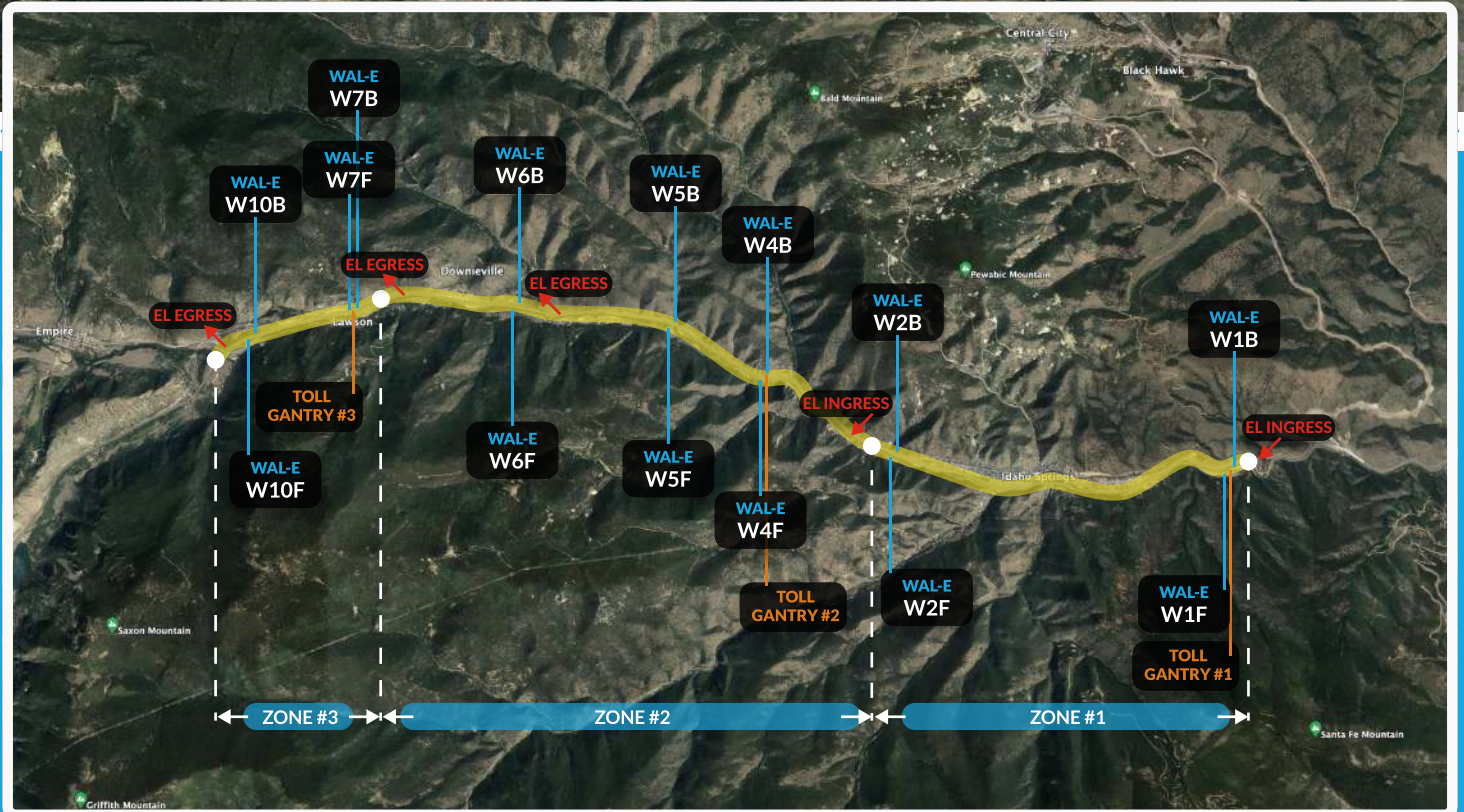 Central City
Black Hawk
WAL-E
W7B
Bald Mountain
WAL-E
W6B
WAL-E
W7F
WAL-E
W5B
WAL-E
W10B
WAL-E
W4B
EL EGRESS
Downieville
Pewabic Mountain
EL EGRESS
WAL-E
W2B
EL EGRESS
WAL-E
W1B
Empire
Lawson
TOLL
GANTRY #3
EL INGRESS
EL INGRESS
WAL-E
W6F
WAL-E
W5F
WAL-E
W10F
Idaho Springs
WAL-E
W4F
WAL-E
W2F
WAL-E
W1F
TOLL
GANTRY #2
Saxon Mountain
TOLL
GANTRY #1
ZONE #3
ZONE #2
ZONE #1
Santa Fe Mountain
Griffith Mountain